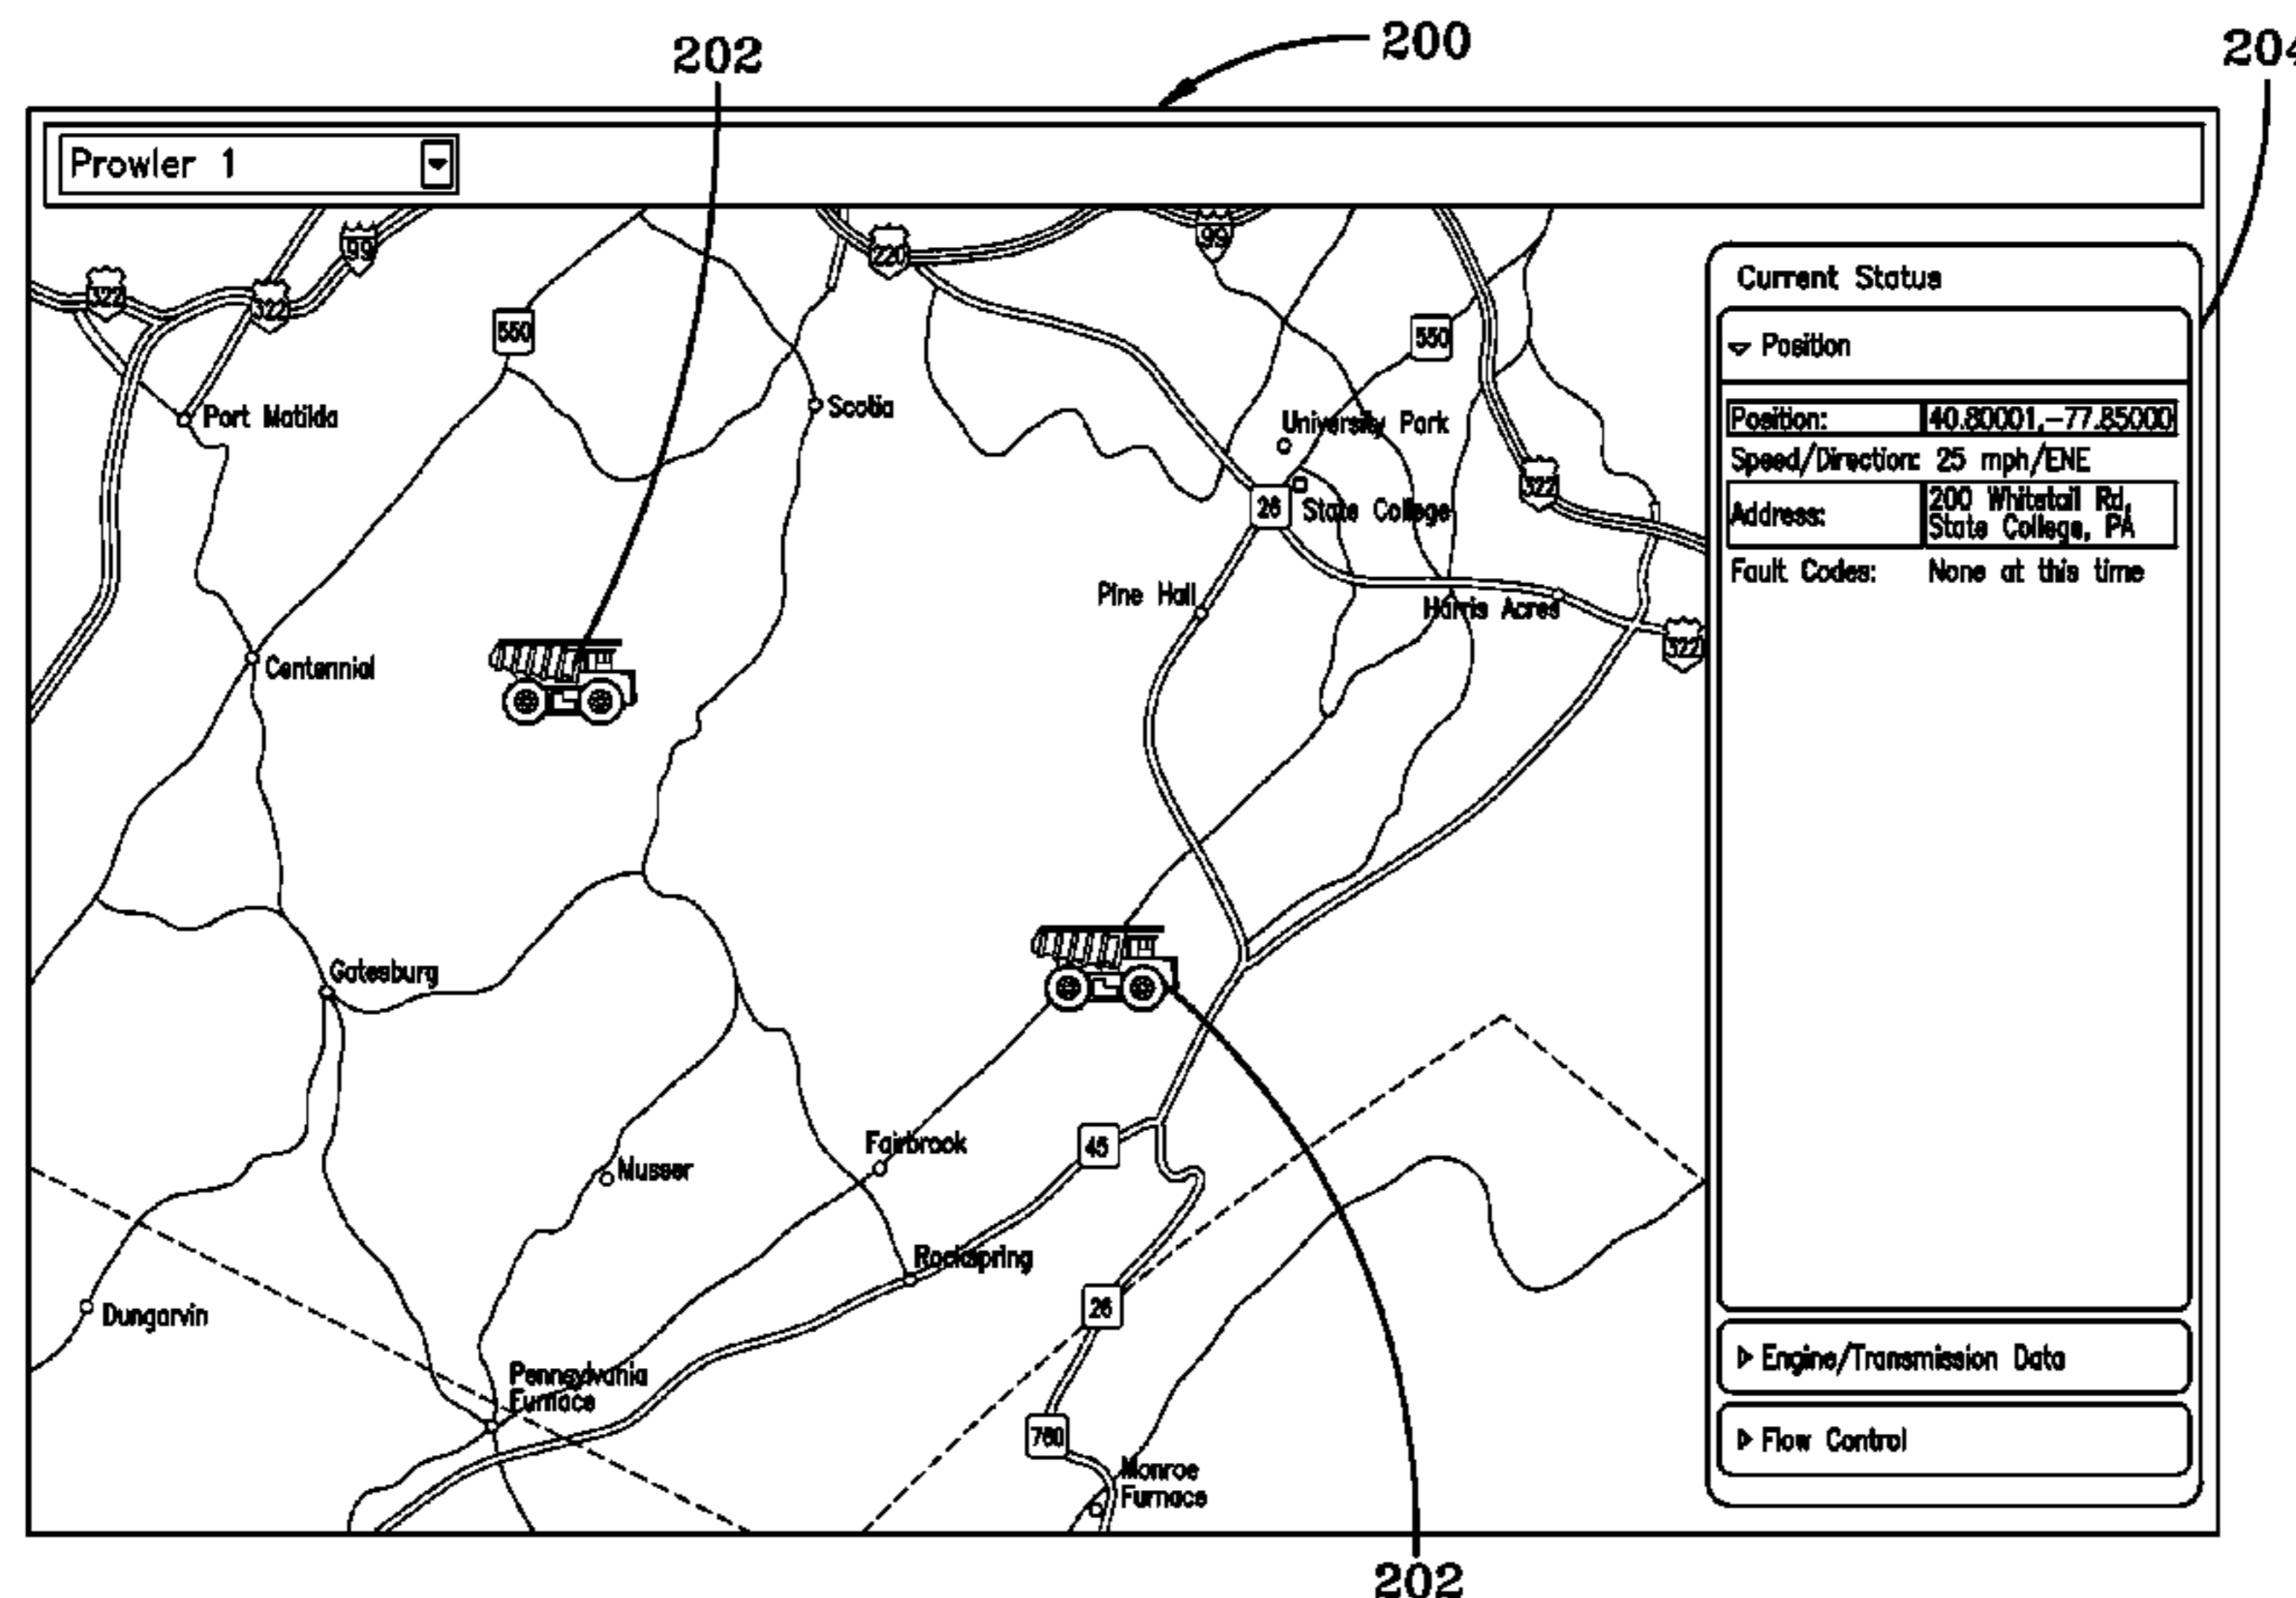 202
200
204
Prowler 1
99
220
99
322
322
550
550
Current Status
Position
Port Matilda
Scotia
University Park
Position: 40.80001,-77.85000
Speed/Direction: 25 mph/ENE
322
26
State College
Address: 200 Whitetail Rd,
State College, PA
Fault Codes: None at this time
Pine Hall
Harris Acres
322
Centennial
Gatesburg
Fairbrook
45
Musser
Rockspring
26
Dungarvin
Pennsylvania
Furnace
Engine/Transmission Data
760
Flow Control
Monroe
Furnace
202